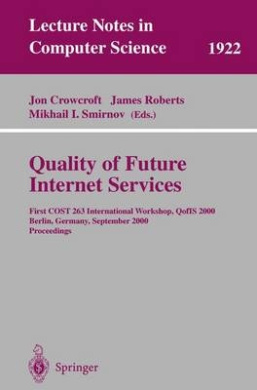 Lecture Notes in
Computer Science 1922
Jon Crowcroft James Roberts
Mikhail I. Smirnov (Eds.)
Quality of Future
Internet Services
First COST 263 International Workshop, QofIS 2000
Berlin, Germany, September 2000
Proceedings
Springer